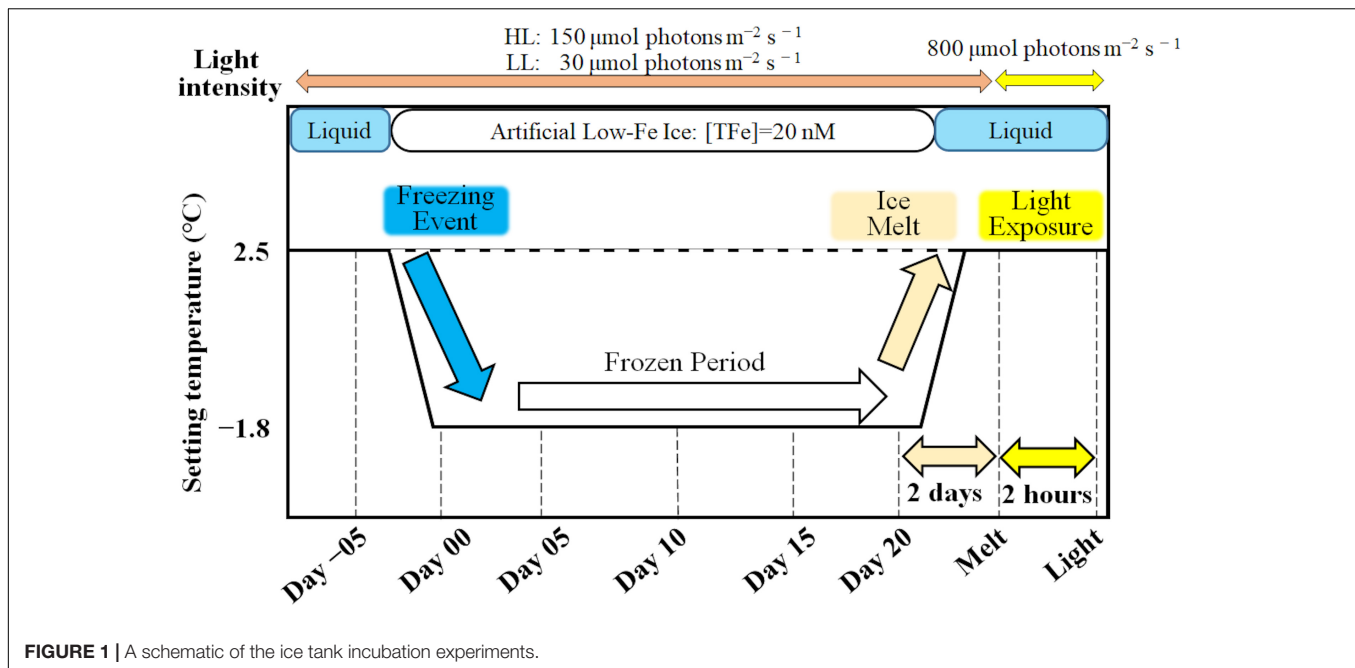 HL: 150 μmol photons m⁻² s⁻¹
LL: 30 μmol photons m⁻² s⁻¹
800 μmol photons m⁻² s⁻¹
Light
intensity
Liquid
Artificial Low-Fe Ice: [TFe]=20 nM
Liquid
Freezing
Event
Ice
Melt
Light
Exposure
Setting temperature (°C)
2.5
−1.8
Frozen Period
2 days
2 hours
Day −05
Day 00
Day 05
Day 10
Day 15
Day 20
Melt
Light
FIGURE 1 | A schematic of the ice tank incubation experiments.